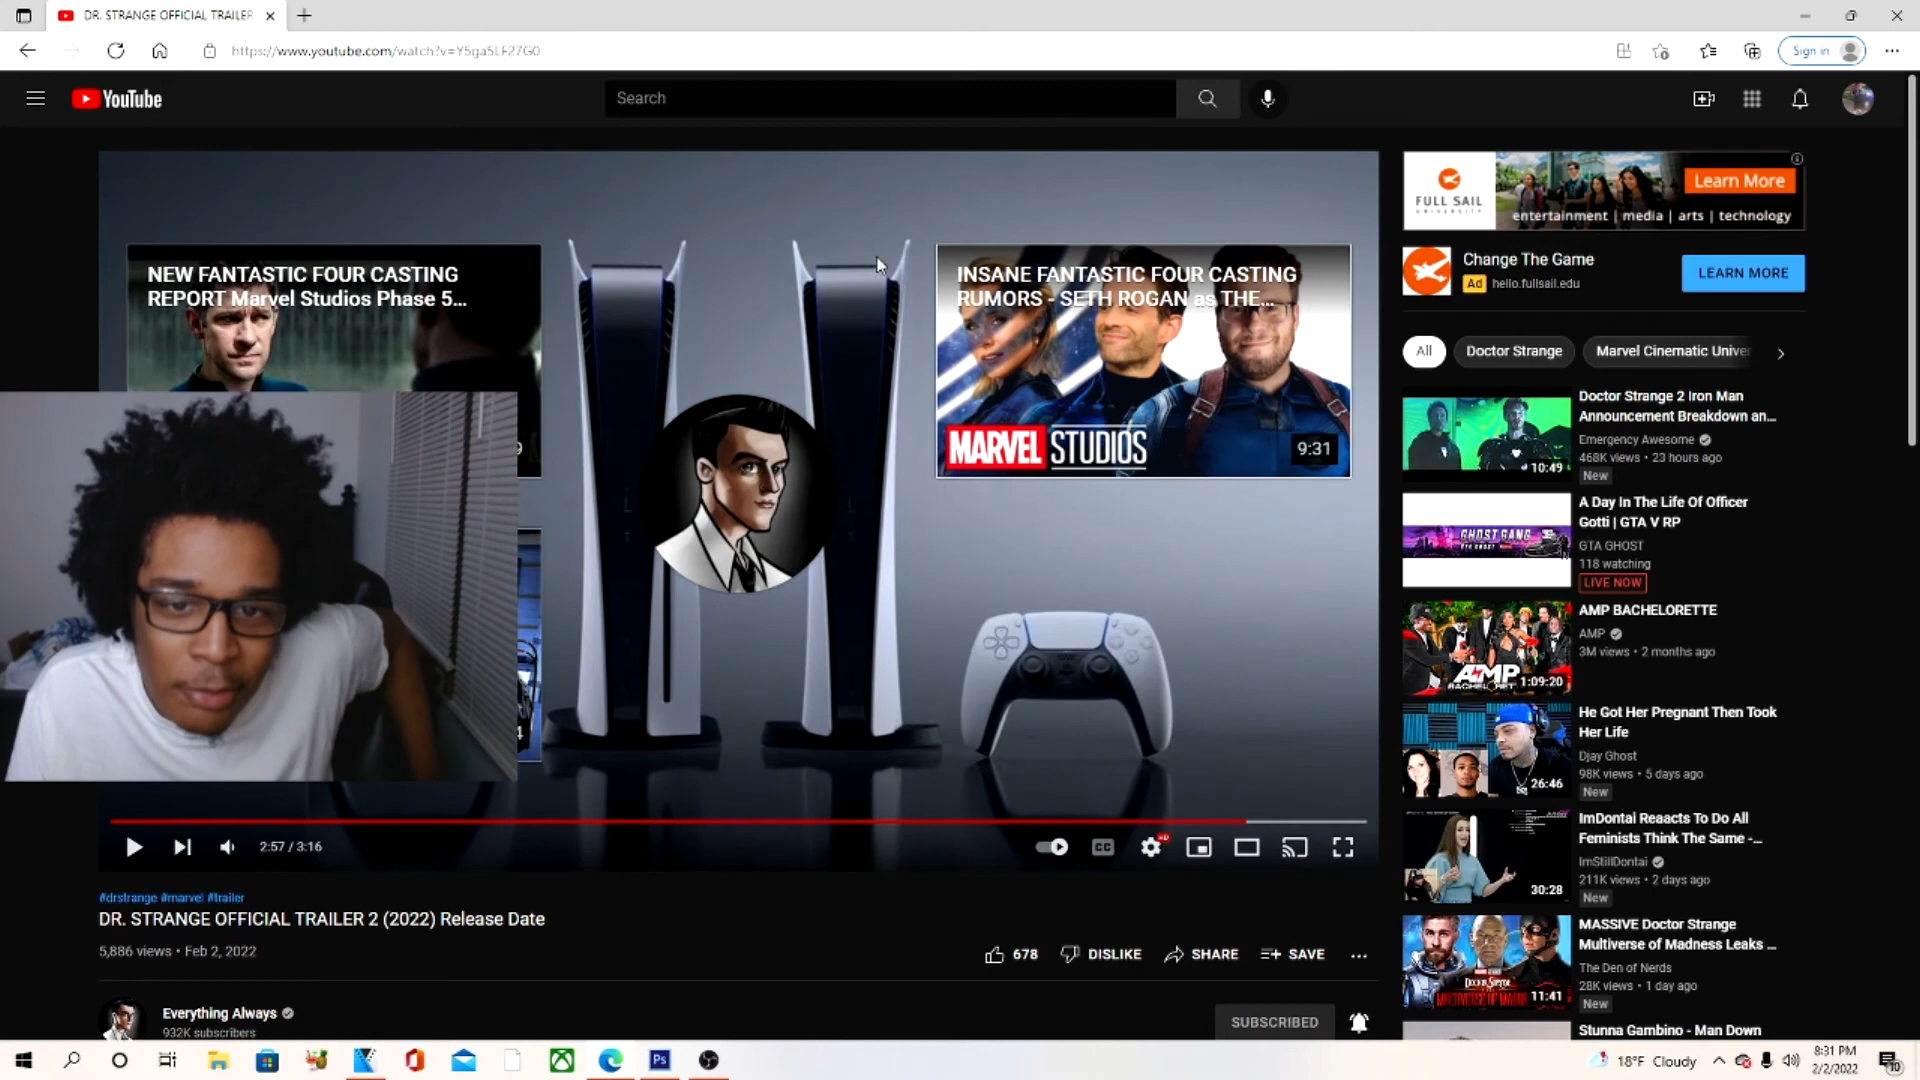 DR. STRANGE OFFICIAL TRAILER
https://www.youtube.com/watch?v=Y5ga5LF27G0
Sign in
YouTube
Search
NEW FANTASTIC FOUR CASTING
REPORT Marvel Studios Phase 5...
INSANE FANTASTIC FOUR CASTING
RUMORS - SETH ROGAN as THE...
MARVEL STUDIOS
9:31
2:57 / 3:16
CC
HD
#drstrange #marvel #trailer
DR. STRANGE OFFICIAL TRAILER 2 (2022) Release Date
5,886 views • Feb 2, 2022
678
DISLIKE
SHARE
SAVE
Everything Always
932K subscribers
SUBSCRIBED
FULL SAIL
UNIVERSITY
Learn More
entertainment | media | arts | technology
Change The Game
Ad hello.fullsail.edu
LEARN MORE
All
Doctor Strange
Marvel Cinematic Univer
Doctor Strange 2 Iron Man
Announcement Breakdown an...
Emergency Awesome
468K views • 23 hours ago
New
10:49
A Day In The Life Of Officer
Gotti | GTA V RP
GTA GHOST
118 watching
LIVE NOW
GHOST GANG
AMP BACHELORETTE
AMP
3M views • 2 months ago
AMP
1:09:20
He Got Her Pregnant Then Took
Her Life
Djay Ghost
98K views • 5 days ago
New
26:46
ImDontai Reaacts To Do All
Feminists Think The Same -...
ImStillDontai
211K views • 2 days ago
New
30:28
MASSIVE Doctor Strange
Multiverse of Madness Leaks ...
The Den of Nerds
28K views • 1 day ago
New
11:41
Stunna Gambino - Man Down
Ps
18°F Cloudy
8:31 PM
2/2/2022
10